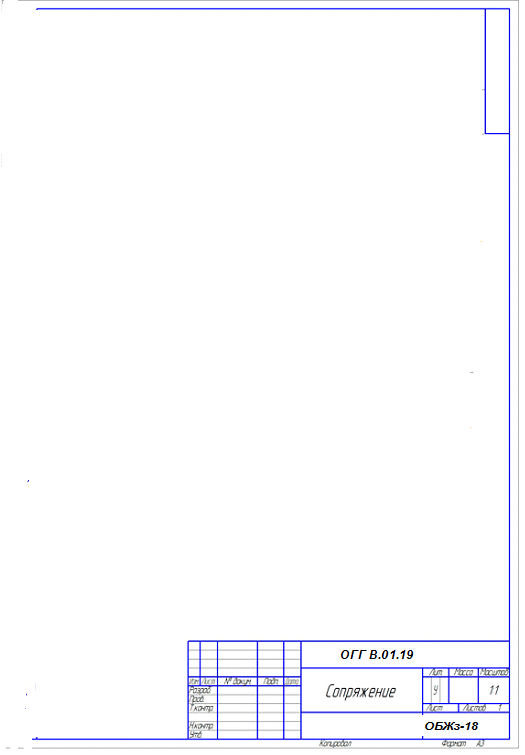 ОГГ В.01.19
Лит. Масса Масштаб
Изм. Лист № докум. Подп. Дата
Разраб.
Сопряжение
У 1:1
Пров.
Т.контр.
Лист Листов 1
Н.контр.
ОБЖз-18
Утв.
Копировал Формат А3